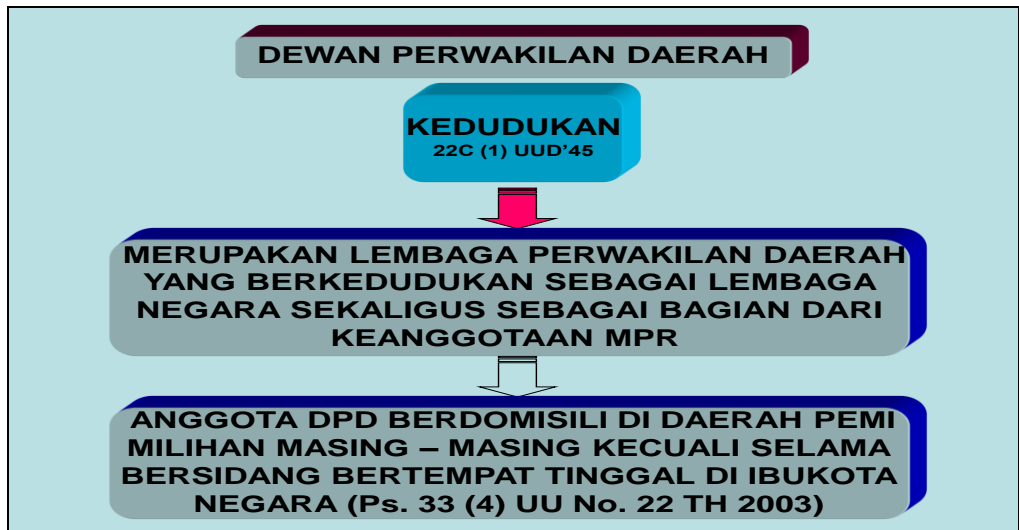 DEWAN PERWAKILAN DAERAH
KEDUDUKAN
22C (1) UUD’45
MERUPAKAN LEMBAGA PERWAKILAN DAERAH
YANG BERKEDUDUKAN SEBAGAI LEMBAGA
NEGARA SEKALIGUS SEBAGAI BAGIAN DARI
KEANGGOTAAN MPR
ANGGOTA DPD BERDOMISILI DI DAERAH PEMI
MILIHAN MASING – MASING KECUALI SELAMA
BERSIDANG BERTEMPAT TINGGAL DI IBUKOTA
NEGARA (Ps. 33 (4) UU No. 22 TH 2003)